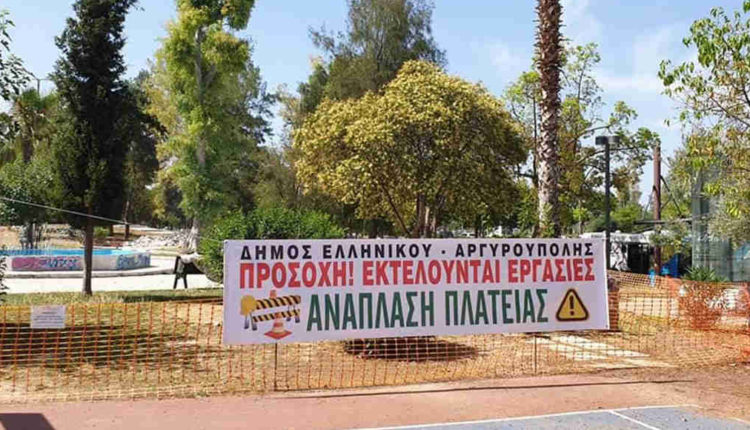 ΔΗΜΟΣ ΕΛΛΗΝΙΚΟΥ - ΑΡΓΥΡΟΥΠΟΛΗΣ
ΠΡΟΣΟΧΗ! ΕΚΤΕΛΟΥΝΤΑΙ ΕΡΓΑΣΙΕΣ
ΑΝΑΠΛΑΣΗ ΠΛΑΤΕΙΑΣ